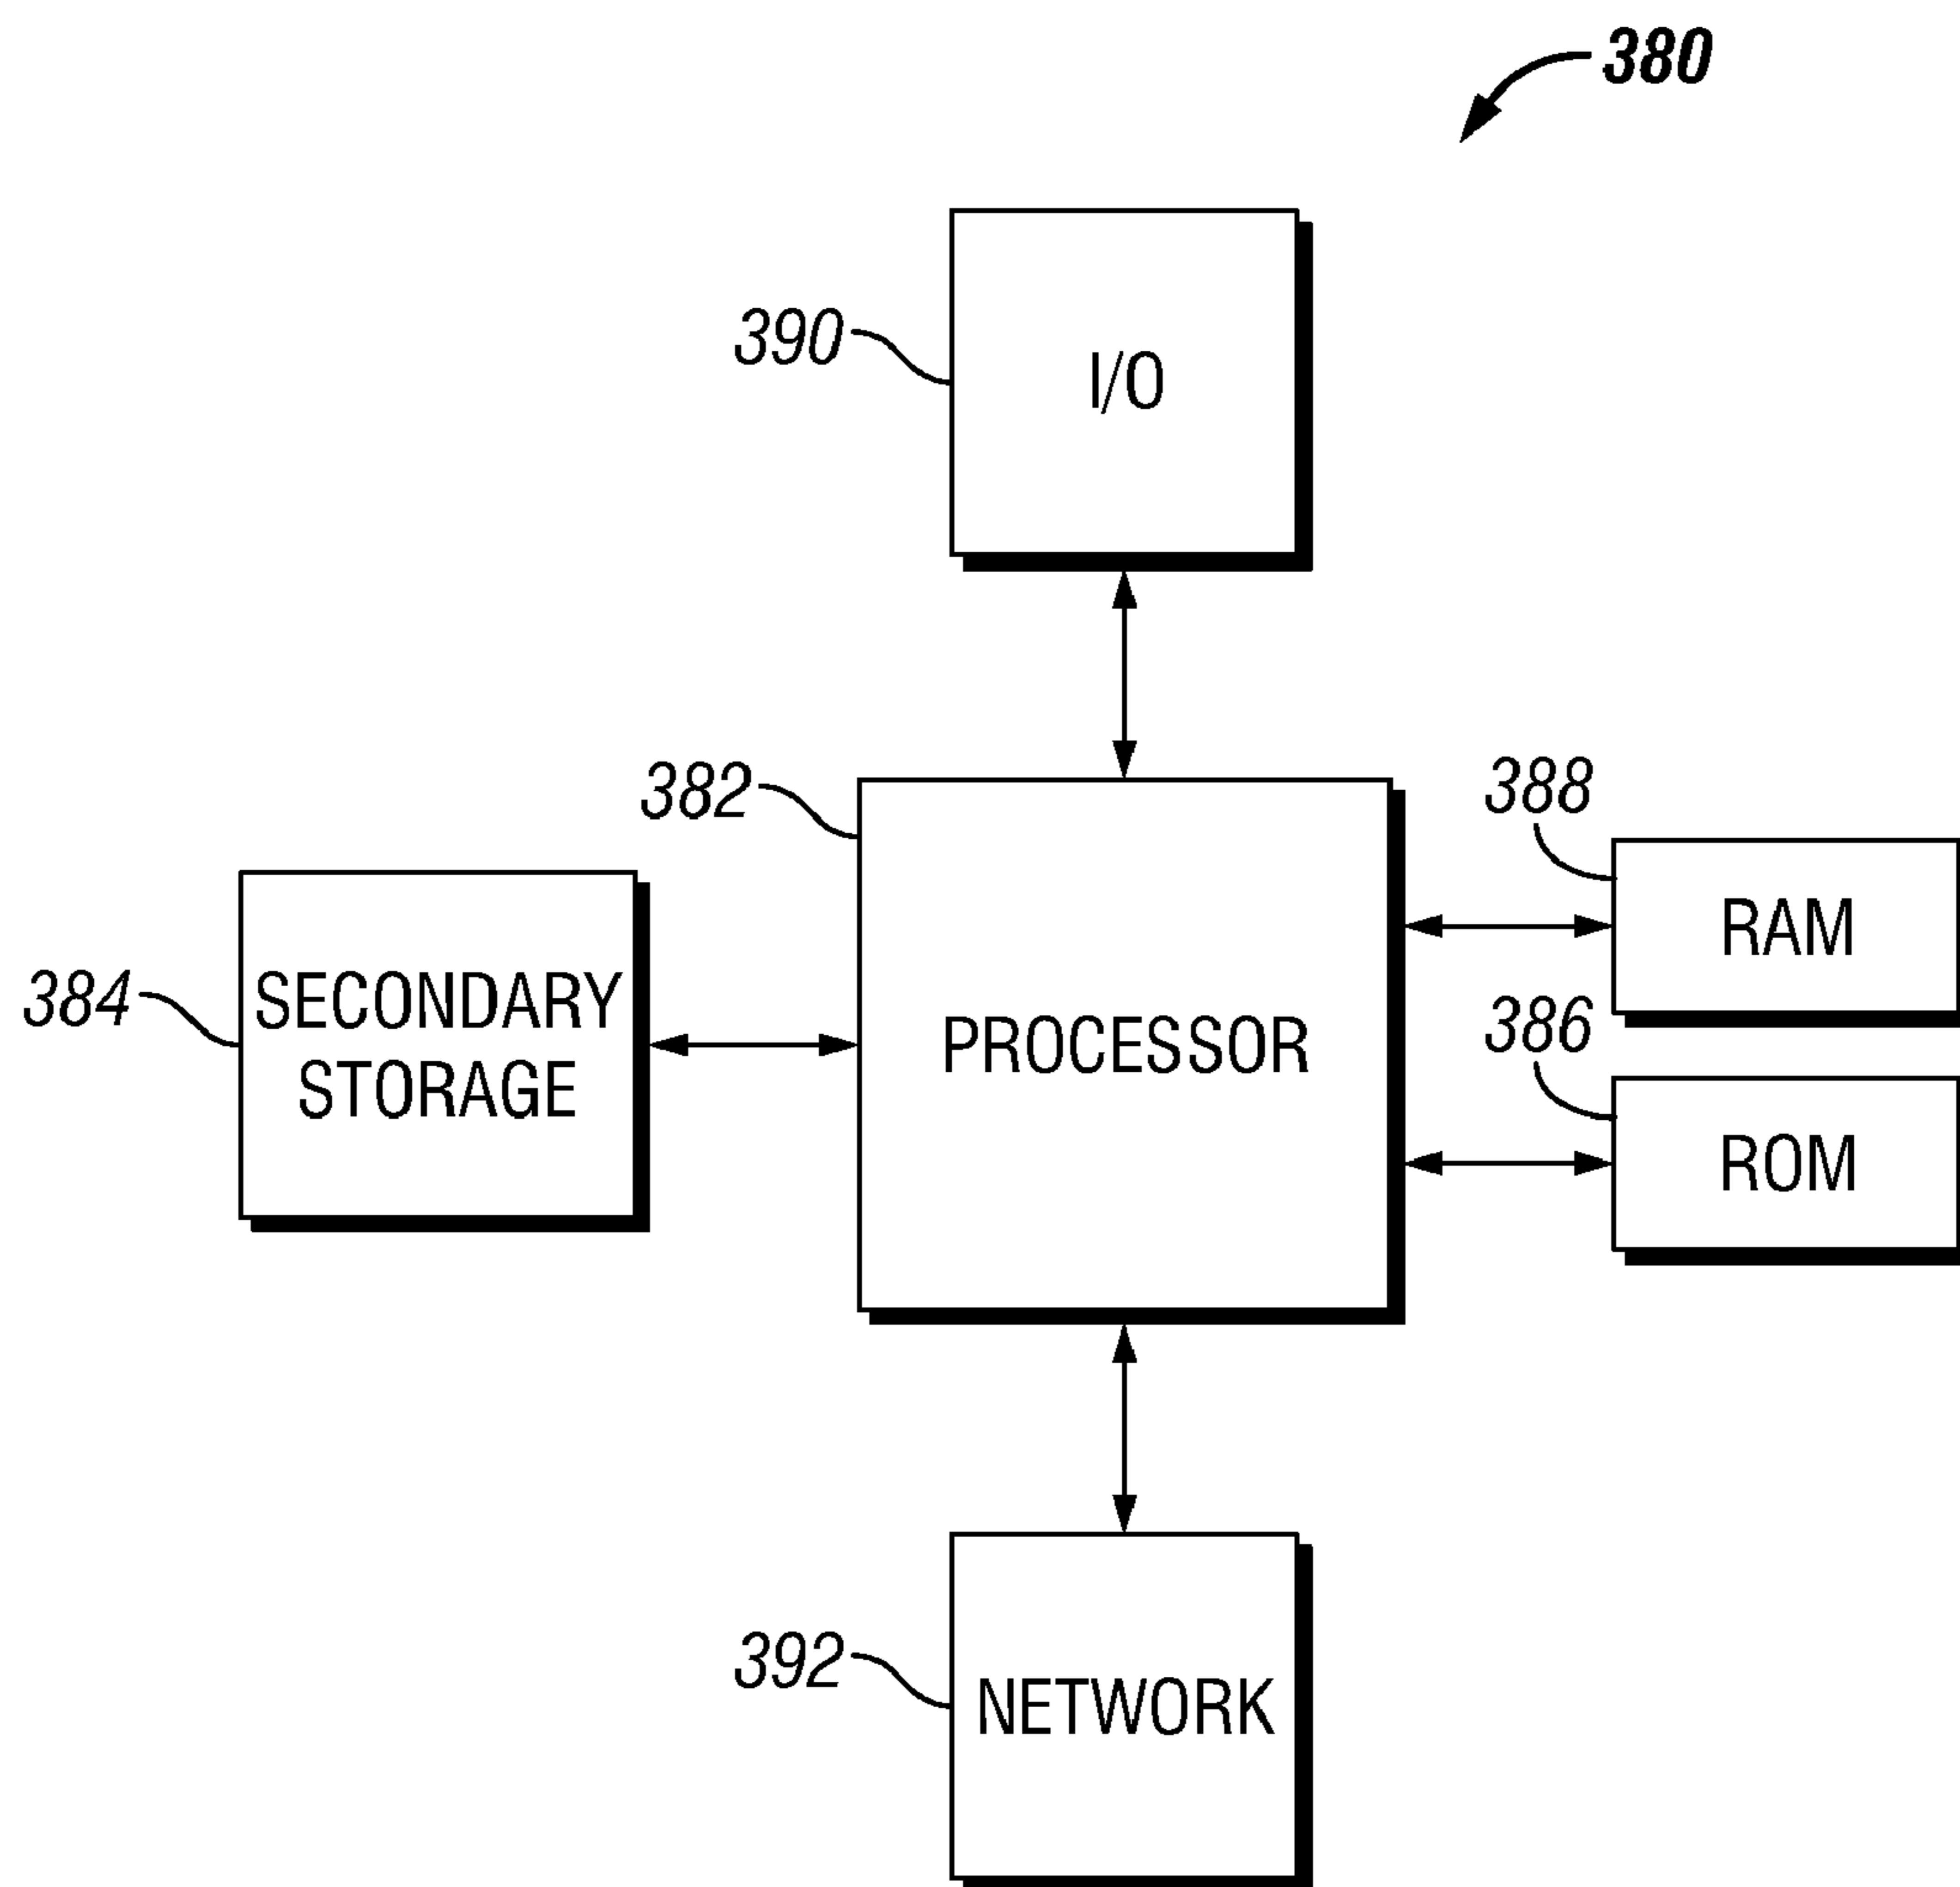 380
390
I/O
382
388
RAM
384
SECONDARY
STORAGE
PROCESSOR
386
ROM
392
NETWORK